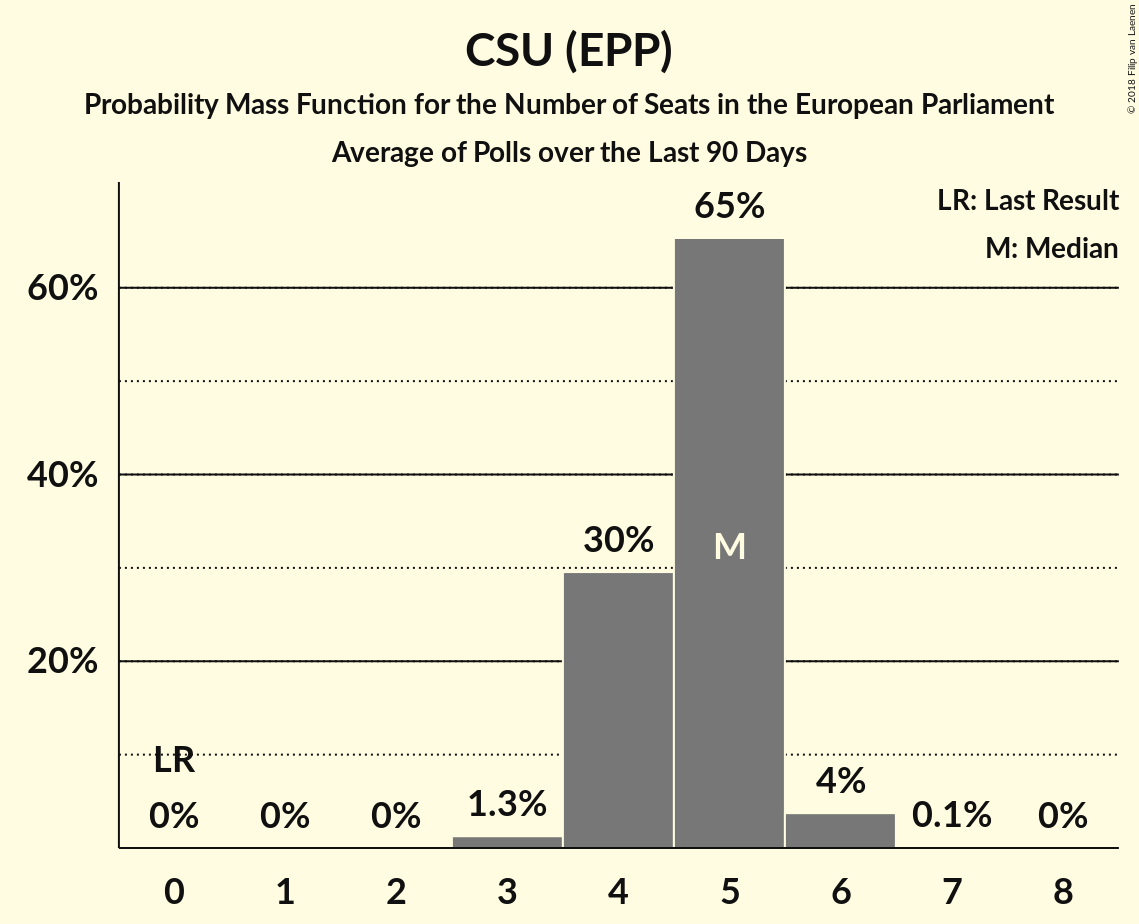 CSU (EPP)
Probability Mass Function for the Number of Seats in the European Parliament
Average of Polls over the Last 90 Days
© 2018 Filip van Laenen
LR: Last Result
M: Median
65%
60%
40%
30%
M
20%
LR
0%
0%
0%
1.3%
4%
0.1%
0%
0 1 2 3 4 5 6 7 8